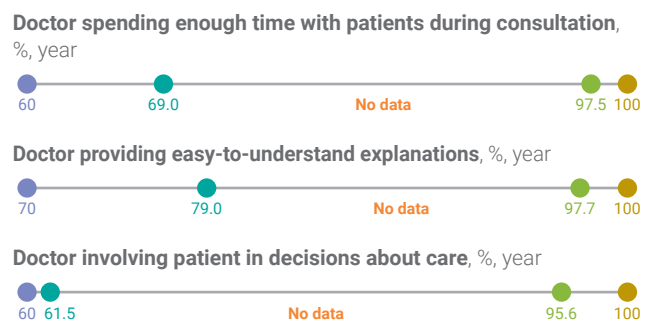 Doctor spending enough time with patients during consultation,
%, year
60 69.0 No data 97.5 100
Doctor providing easy-to-understand explanations, %, year
70 79.0 No data 97.7 100
Doctor involving patient in decisions about care, %, year
60 61.5 No data 95.6 100